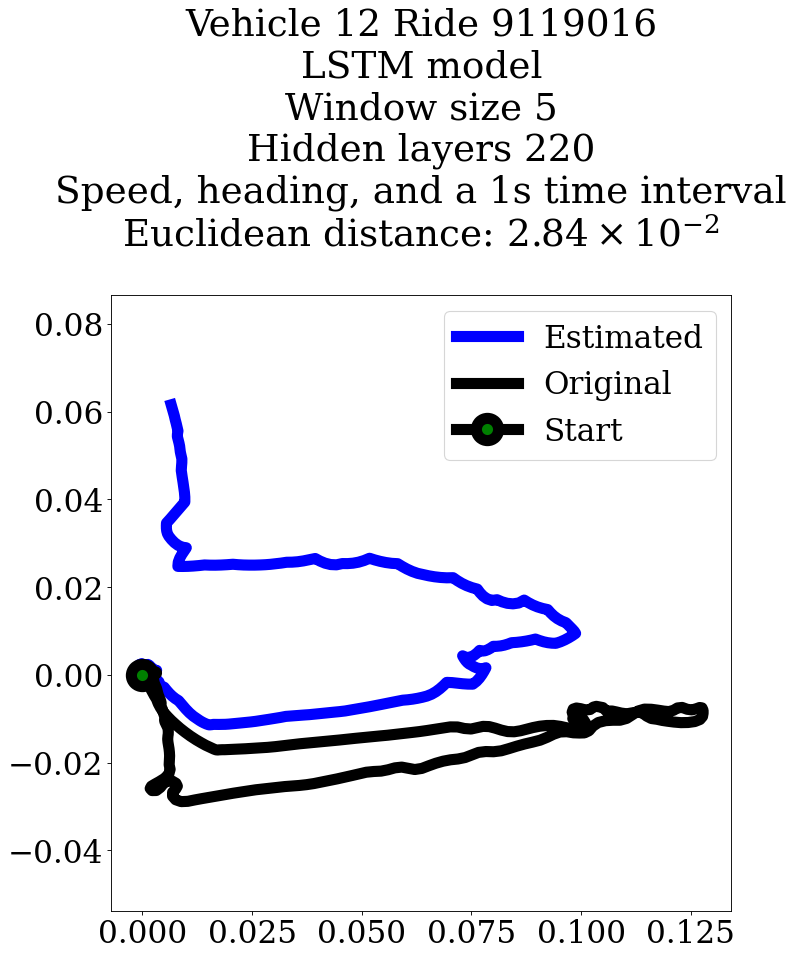 Vehicle 12 Ride 9119016
LSTM model
Window size 5
Hidden layers 220
Speed, heading, and a 1s time interval
Euclidean distance: 2.84 × 10⁻²
Estimated
Original
Start
0.08
0.06
0.04
0.02
0.00
−0.02
−0.04
0.000 0.025 0.050 0.075 0.100 0.125